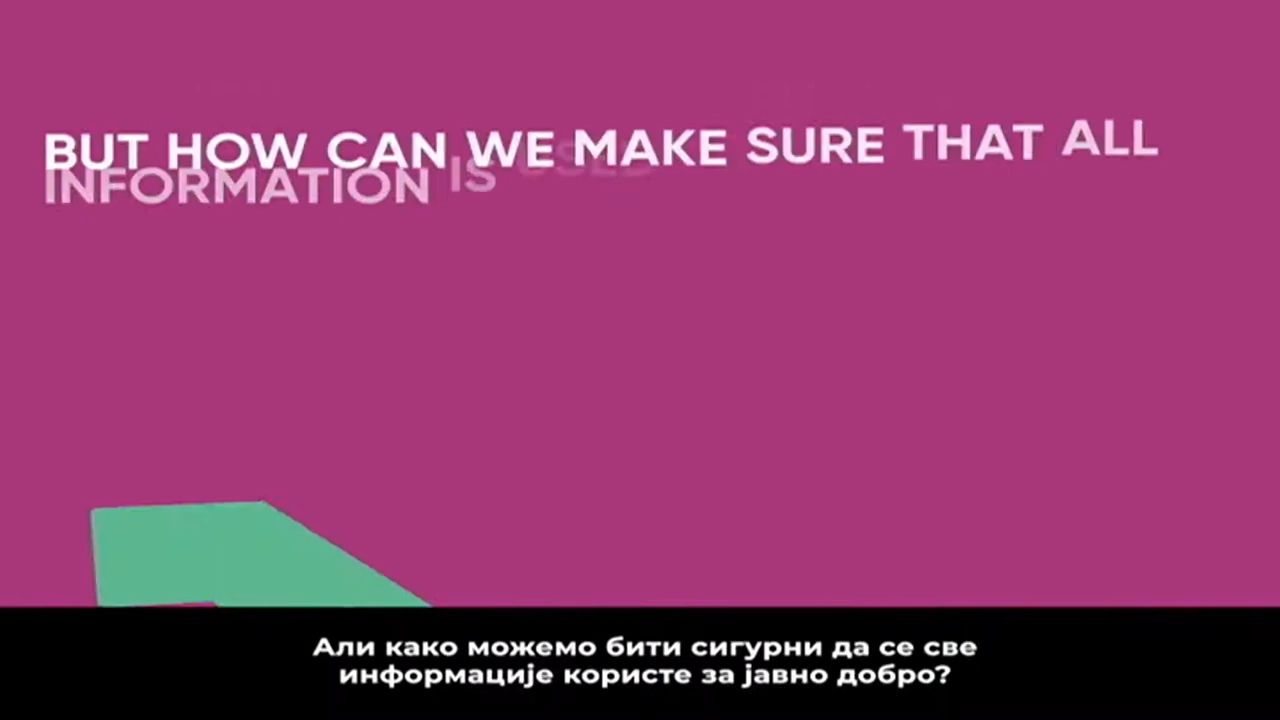 BUT HOW CAN WE MAKE SURE THAT ALL
INFORMATION IS USED
Али како можемо бити сигурни да се све
информације користе за јавно добро?